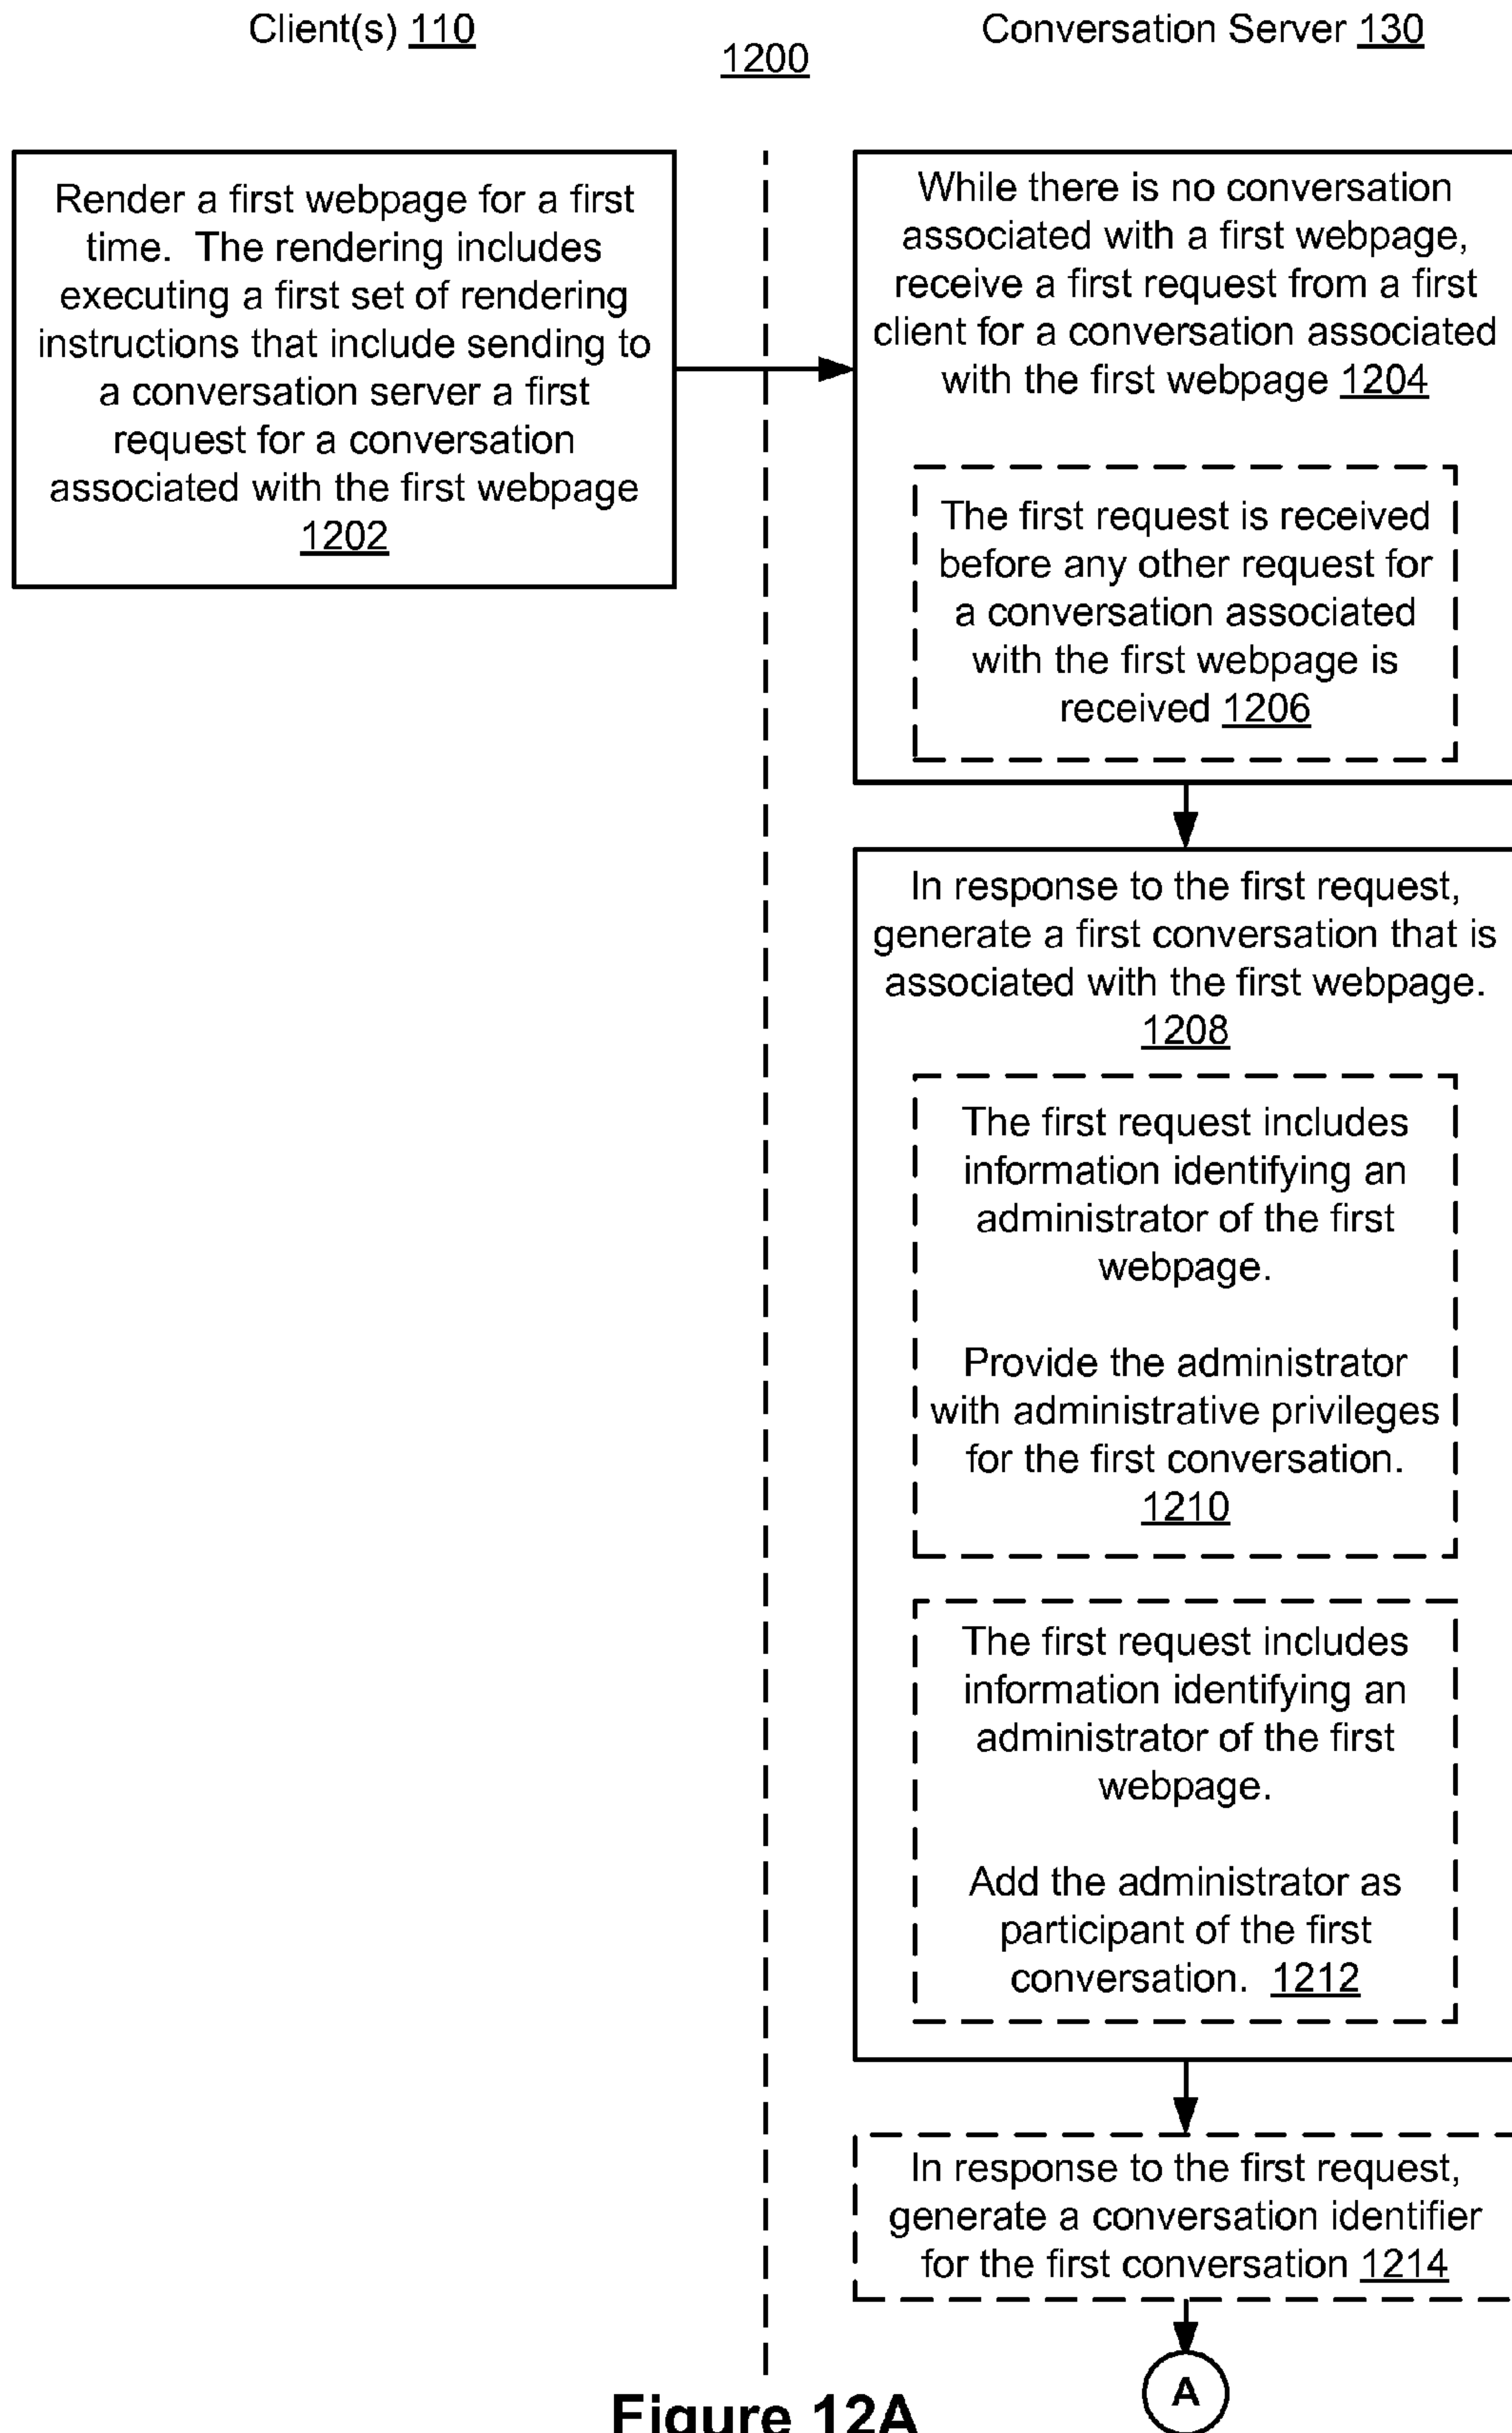 Client(s) 110
1200
Conversation Server 130
Render a first webpage for a first
time. The rendering includes
executing a first set of rendering
instructions that include sending to
a conversation server a first
request for a conversation
associated with the first webpage
1202
While there is no conversation
associated with a first webpage,
receive a first request from a first
client for a conversation associated
with the first webpage 1204
The first request is received
before any other request for
a conversation associated
with the first webpage is
received 1206
In response to the first request,
generate a first conversation that is
associated with the first webpage.
1208
The first request includes
information identifying an
administrator of the first
webpage.
Provide the administrator
with administrative privileges
for the first conversation.
1210
The first request includes
information identifying an
administrator of the first
webpage.
Add the administrator as
participant of the first
conversation. 1212
In response to the first request,
generate a conversation identifier
for the first conversation 1214
A
Figure 12A